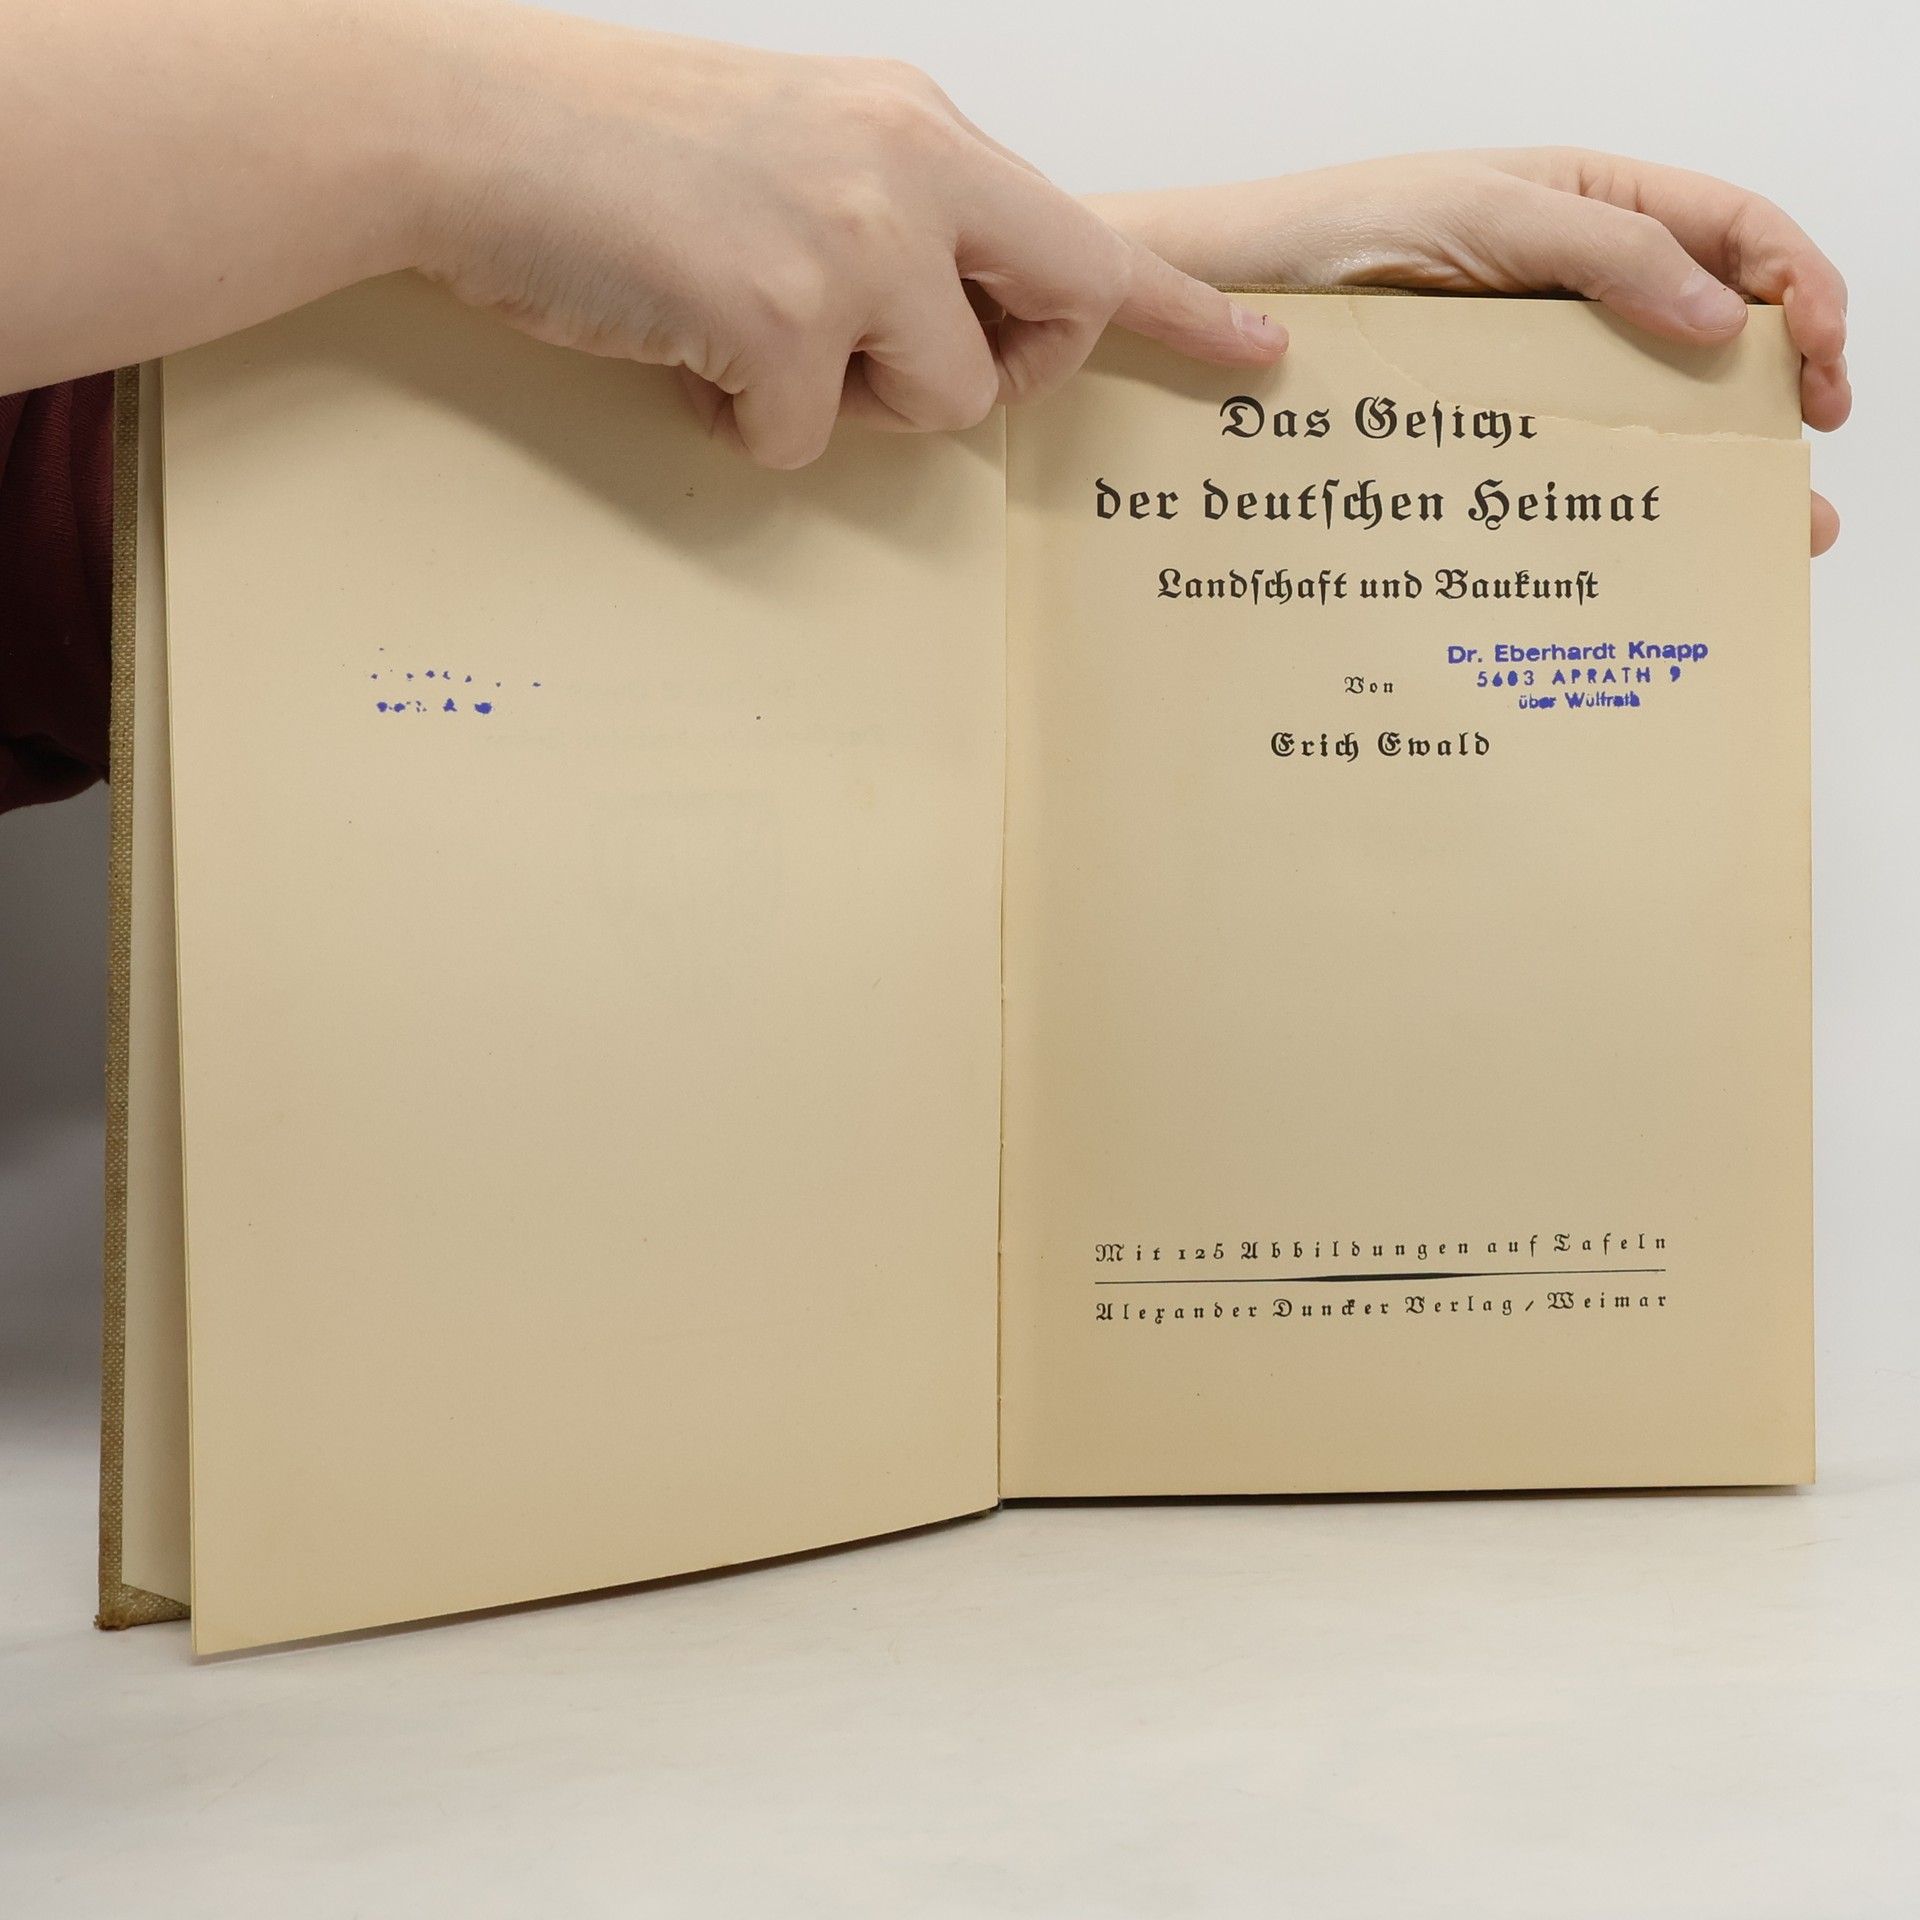 Das Gesicht
der deutschen Heimat
Landschaft und Baukunst
Von
Erich Ewald
Dr. Eberhardt Knapp
5603 APRATH 9
über Wülfrath
Mit 125 Abbildungen auf Tafeln
Alexander Duncker Verlag / Weimar